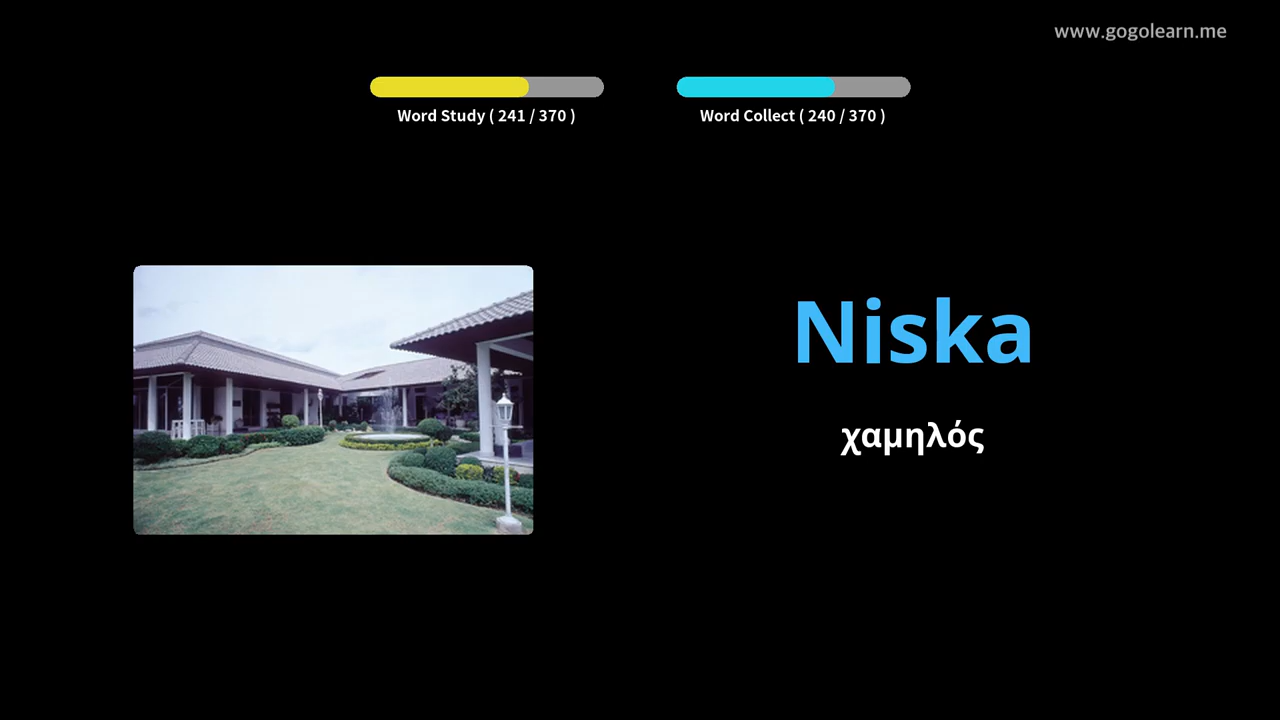 www.gogolearn.me
Word Study ( 241 / 370 )
Word Collect ( 240 / 370 )
Niska
χαμηλός